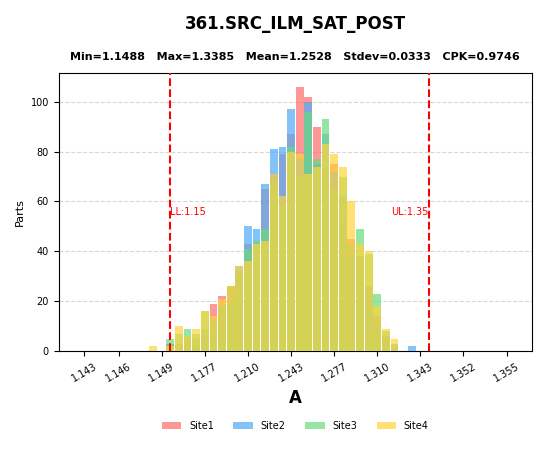 361.SRC_ILM_SAT_POST
Min=1.1488 Max=1.3385 Mean=1.2528 Stdev=0.0333 CPK=0.9746
100
80
60
40
20
0
Parts
LL:1.15
UL:1.35
1.143 1.146 1.149 1.177 1.210 1.243 1.277 1.310 1.343 1.352 1.355
A
Site1 Site2 Site3 Site4